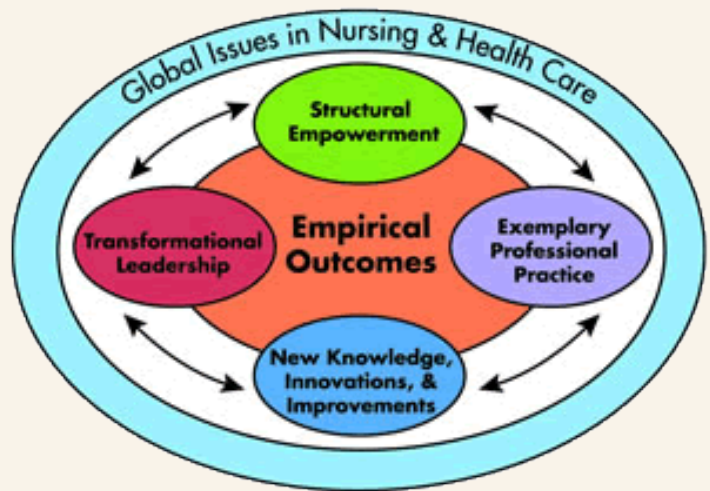 Global Issues in Nursing & Health Care
Structural
Empowerment
Transformational
Leadership
Empirical
Outcomes
Exemplary
Professional
Practice
New Knowledge,
Innovations, &
Improvements